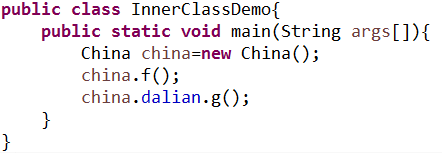 public class InnerClassDemo{
    public static void main(String args[]){
        China china=new China();
        china.f();
        china.dalian.g();
    }
}